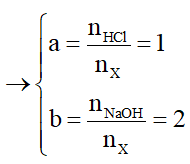 → { a = n_HCl / n_X = 1
b = n_NaOH / n_X = 2